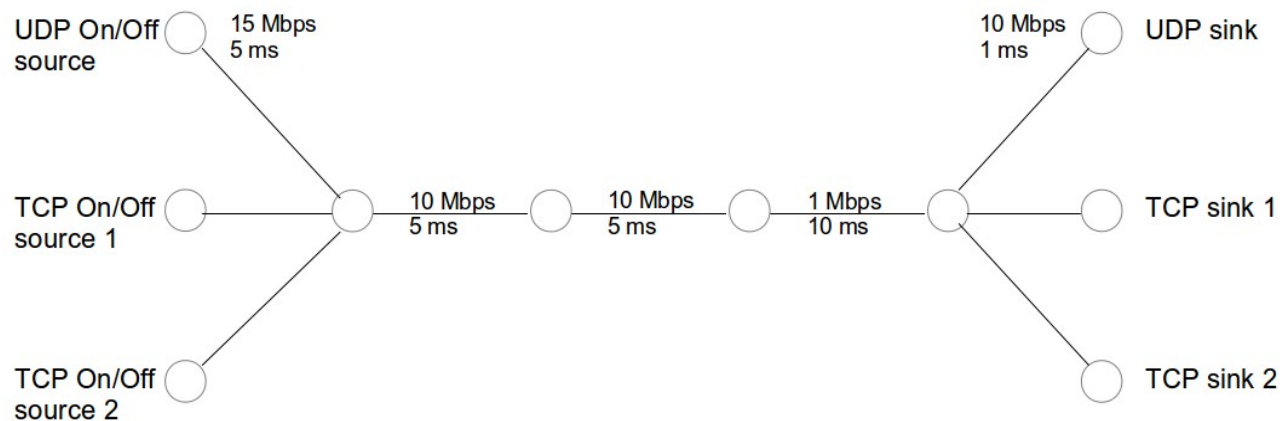 UDP On/Off
source
15 Mbps
5 ms
10 Mbps
1 ms
UDP sink
TCP On/Off
source 1
10 Mbps
5 ms
10 Mbps
5 ms
1 Mbps
10 ms
TCP sink 1
TCP On/Off
source 2
TCP sink 2